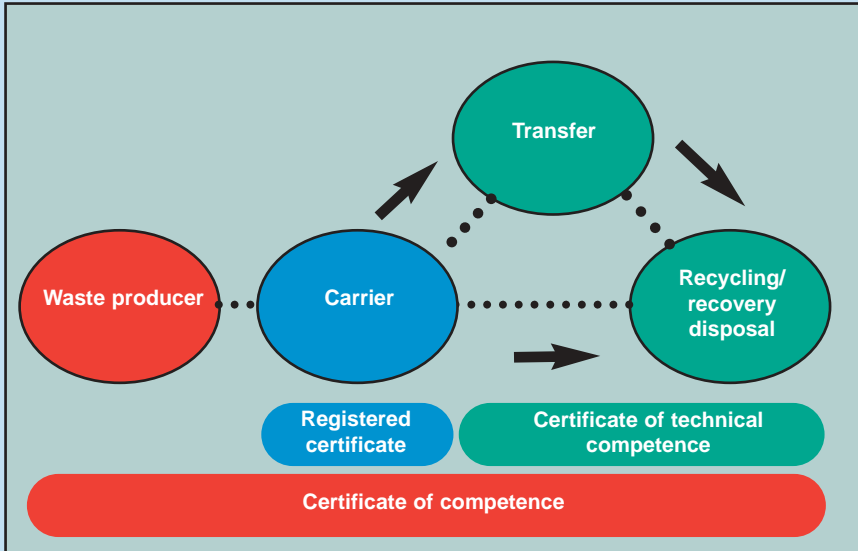 Transfer
Waste producer
Carrier
Recycling/
recovery
disposal
Registered
certificate
Certificate of technical
competence
Certificate of competence